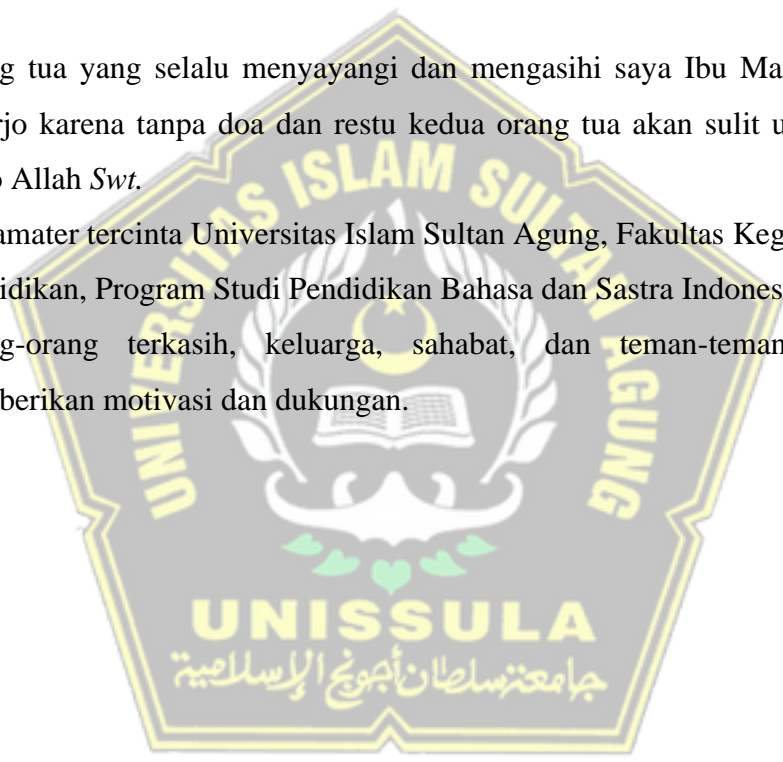 g tua yang selalu menyayangi dan mengasihi saya Ibu Ma
rjo karena tanpa doa dan restu kedua orang tua akan sulit u
o Allah Swt.
amater tercinta Universitas Islam Sultan Agung, Fakultas Keg
idikan, Program Studi Pendidikan Bahasa dan Sastra Indones
g-orang terkasih, keluarga, sahabat, dan teman-teman
berikan motivasi dan dukungan.
UNIVERSITAS ISLAM SULTAN AGUNG
UNISSULA
جامعة سلطان أجونج الإسلامية